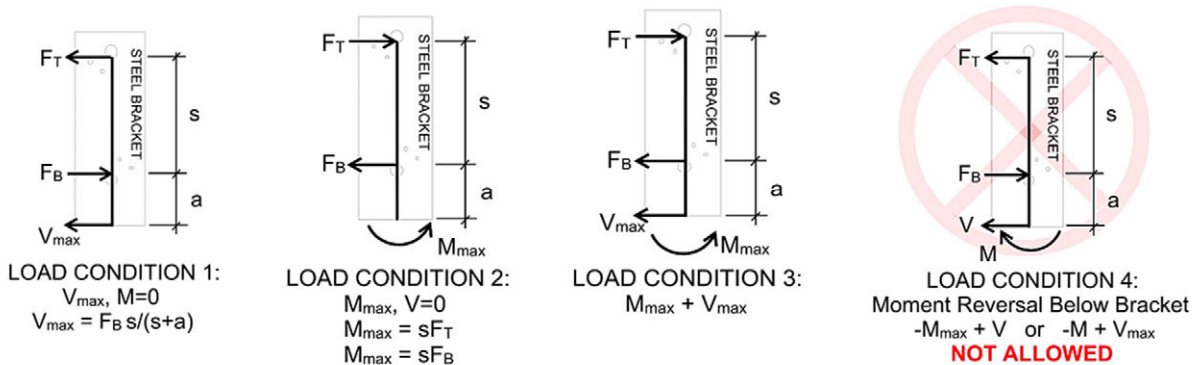 F_T
STEEL BRACKET
s
F_B
a
V_max
LOAD CONDITION 1:
V_max, M=0
V_max = F_B s/(s+a)
F_T
STEEL BRACKET
s
F_B
a
M_max
LOAD CONDITION 2:
M_max, V=0
M_max = sF_T
M_max = sF_B
F_T
STEEL BRACKET
s
F_B
a
V_max
M_max
LOAD CONDITION 3:
M_max + V_max
F_T
STEEL BRACKET
s
F_B
a
V
M
LOAD CONDITION 4:
Moment Reversal Below Bracket
-M_max + V or -M + V_max
NOT ALLOWED